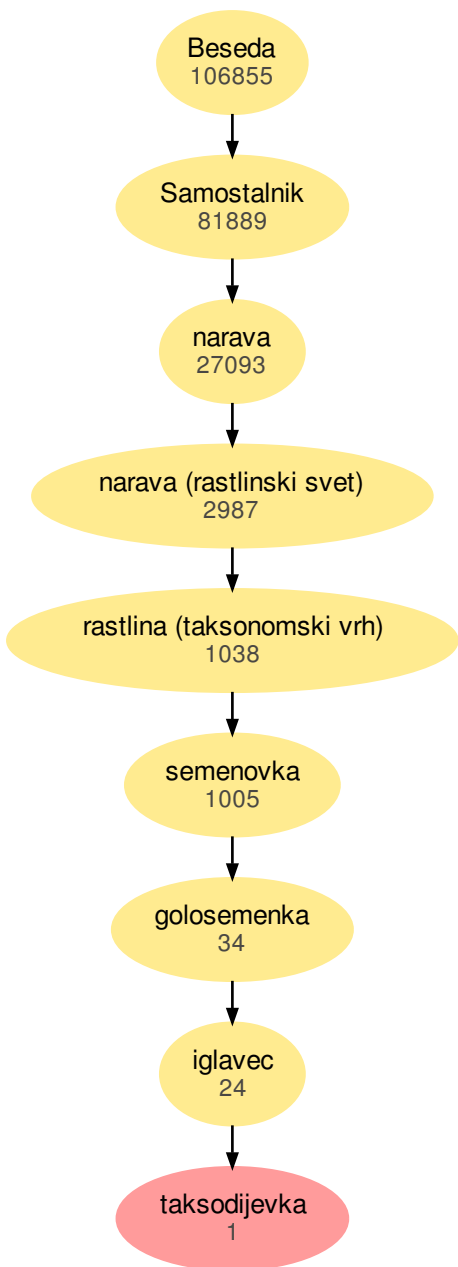 Beseda
106855
Samostalnik
81889
narava
27093
narava (rastlinski svet)
2987
rastlina (taksonomski vrh)
1038
semenovka
1005
golosemenka
34
iglavec
24
taksodijevka
1